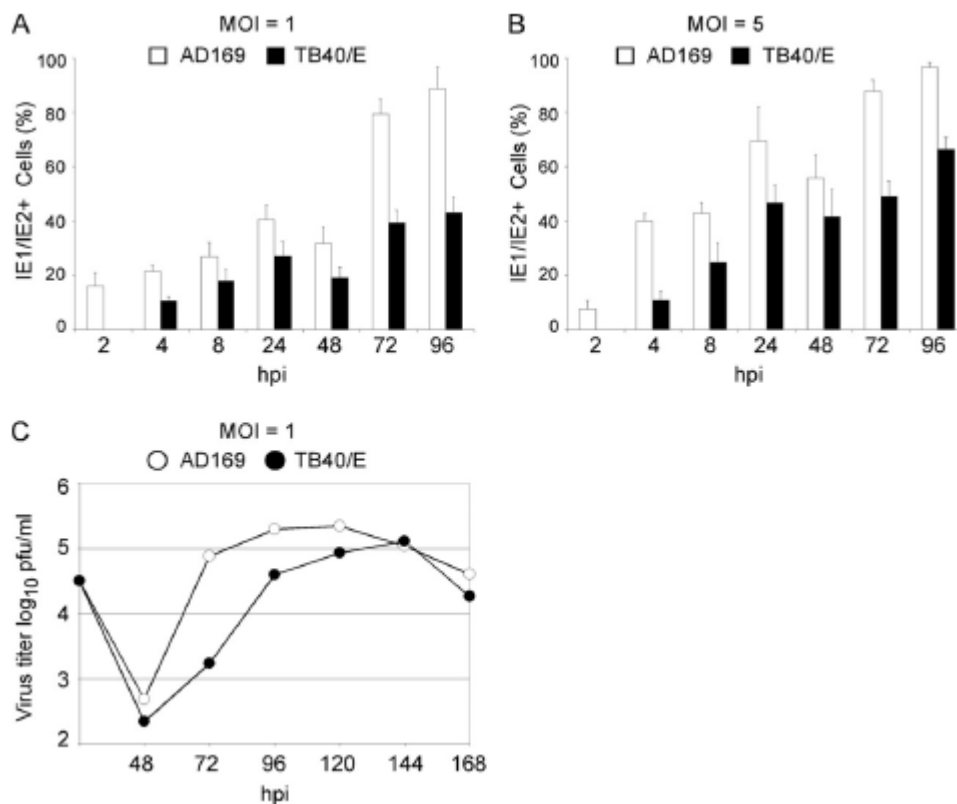 A
MOI = 1
AD169 TB40/E
IE1/IE2+ Cells (%)
100
80
60
40
20
0
2 4 8 24 48 72 96
hpi
B
MOI = 5
AD169 TB40/E
IE1/IE2+ Cells (%)
100
80
60
40
20
0
2 4 8 24 48 72 96
hpi
C
MOI = 1
AD169 TB40/E
Virus titer log10 pfu/ml
6
5
4
3
2
48 72 96 120 144 168
hpi